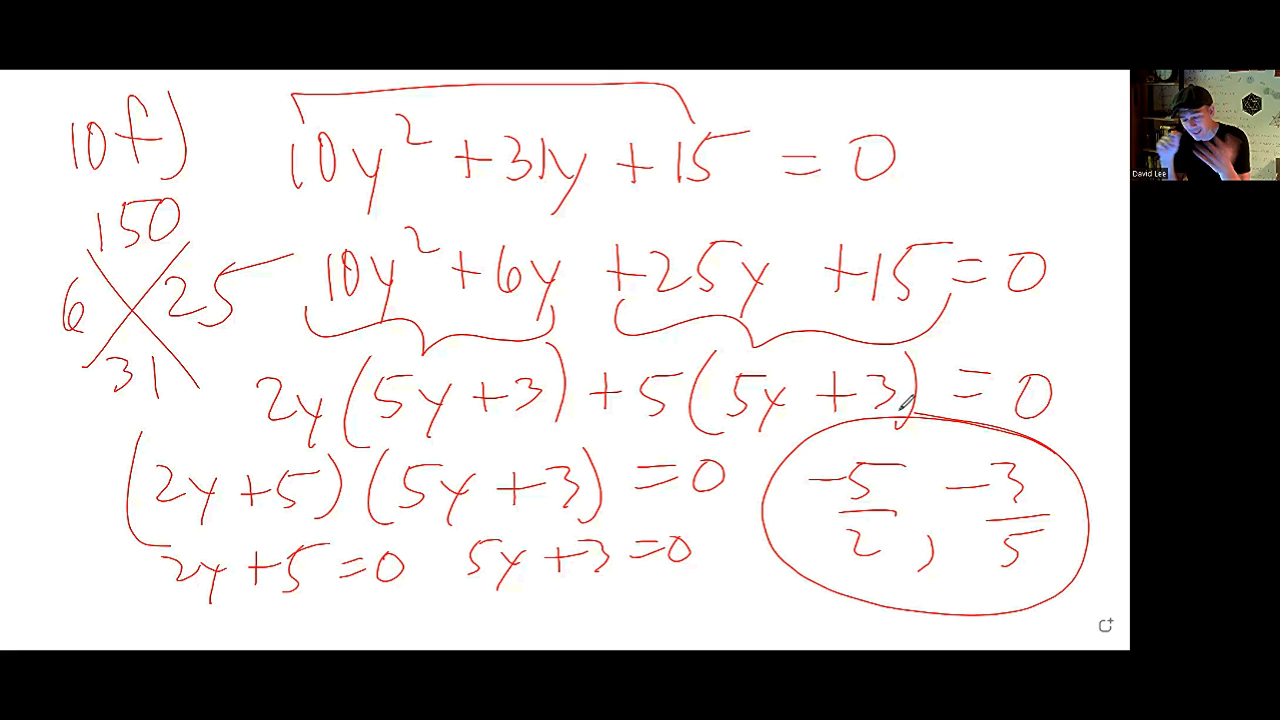 10f) 10y² + 31y + 15 = 0
150
6 25
31
10y² + 6y + 25y + 15 = 0
2y(5y + 3) + 5(5y + 3) = 0
(2y + 5)(5y + 3) = 0
2y + 5 = 0 5y + 3 = 0
-5/2, -3/5
David Lee